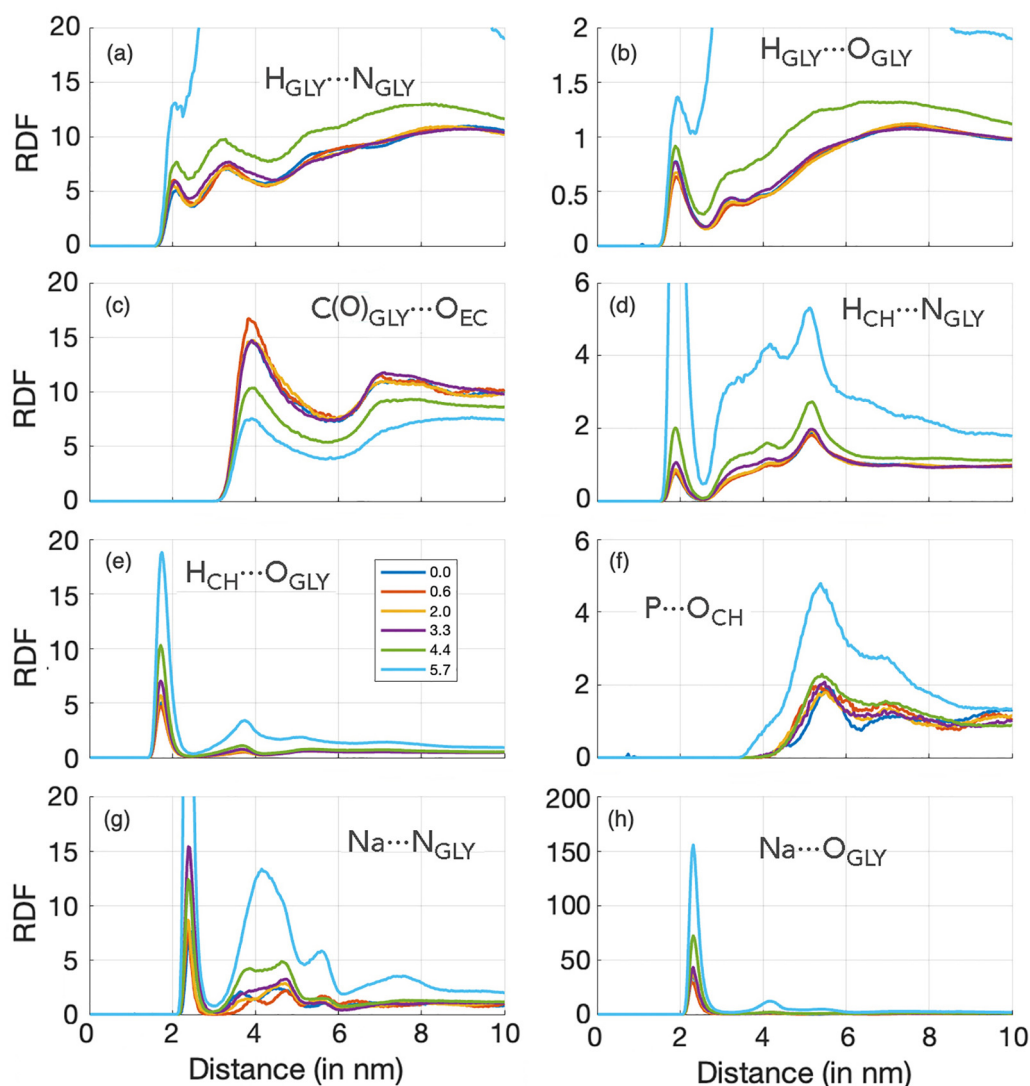 20
(a)
H_GLY···N_GLY
15
RDF
10
5
0
2
(b)
H_GLY···O_GLY
1.5
1
0.5
0
20
(c)
C(O)_GLY···O_EC
15
RDF
10
5
0
6
(d)
H_CH···N_GLY
4
2
0
20
(e)
H_CH···O_GLY
15
RDF
10
5
0
0.0
0.6
2.0
3.3
4.4
5.7
6
(f)
P···O_CH
4
2
0
20
(g)
Na···N_GLY
15
RDF
10
5
0
0 2 4 6 8 10
Distance (in nm)
200
(h)
Na···O_GLY
150
100
50
0
0 2 4 6 8 10
Distance (in nm)